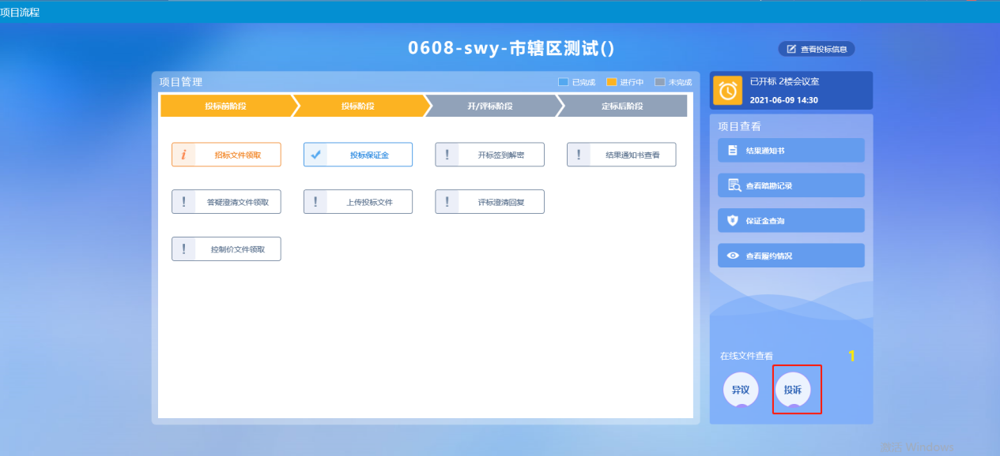 项目流程
0608-swy-市辖区测试()
查看投标信息
项目管理
已完成
进行中
未完成
投标前阶段
投标阶段
开/评标阶段
定标后阶段
招标文件领取
投标保证金
开标签到解密
结果通知书查看
答疑澄清文件领取
上传投标文件
评标澄清回复
控制价文件领取
已开标 2楼会议室
2021-06-09 14:30
项目查看
结果通知书
查看踏勘记录
保证金查询
查看履约情况
在线文件查看
1
异议
投诉
激活 Windows